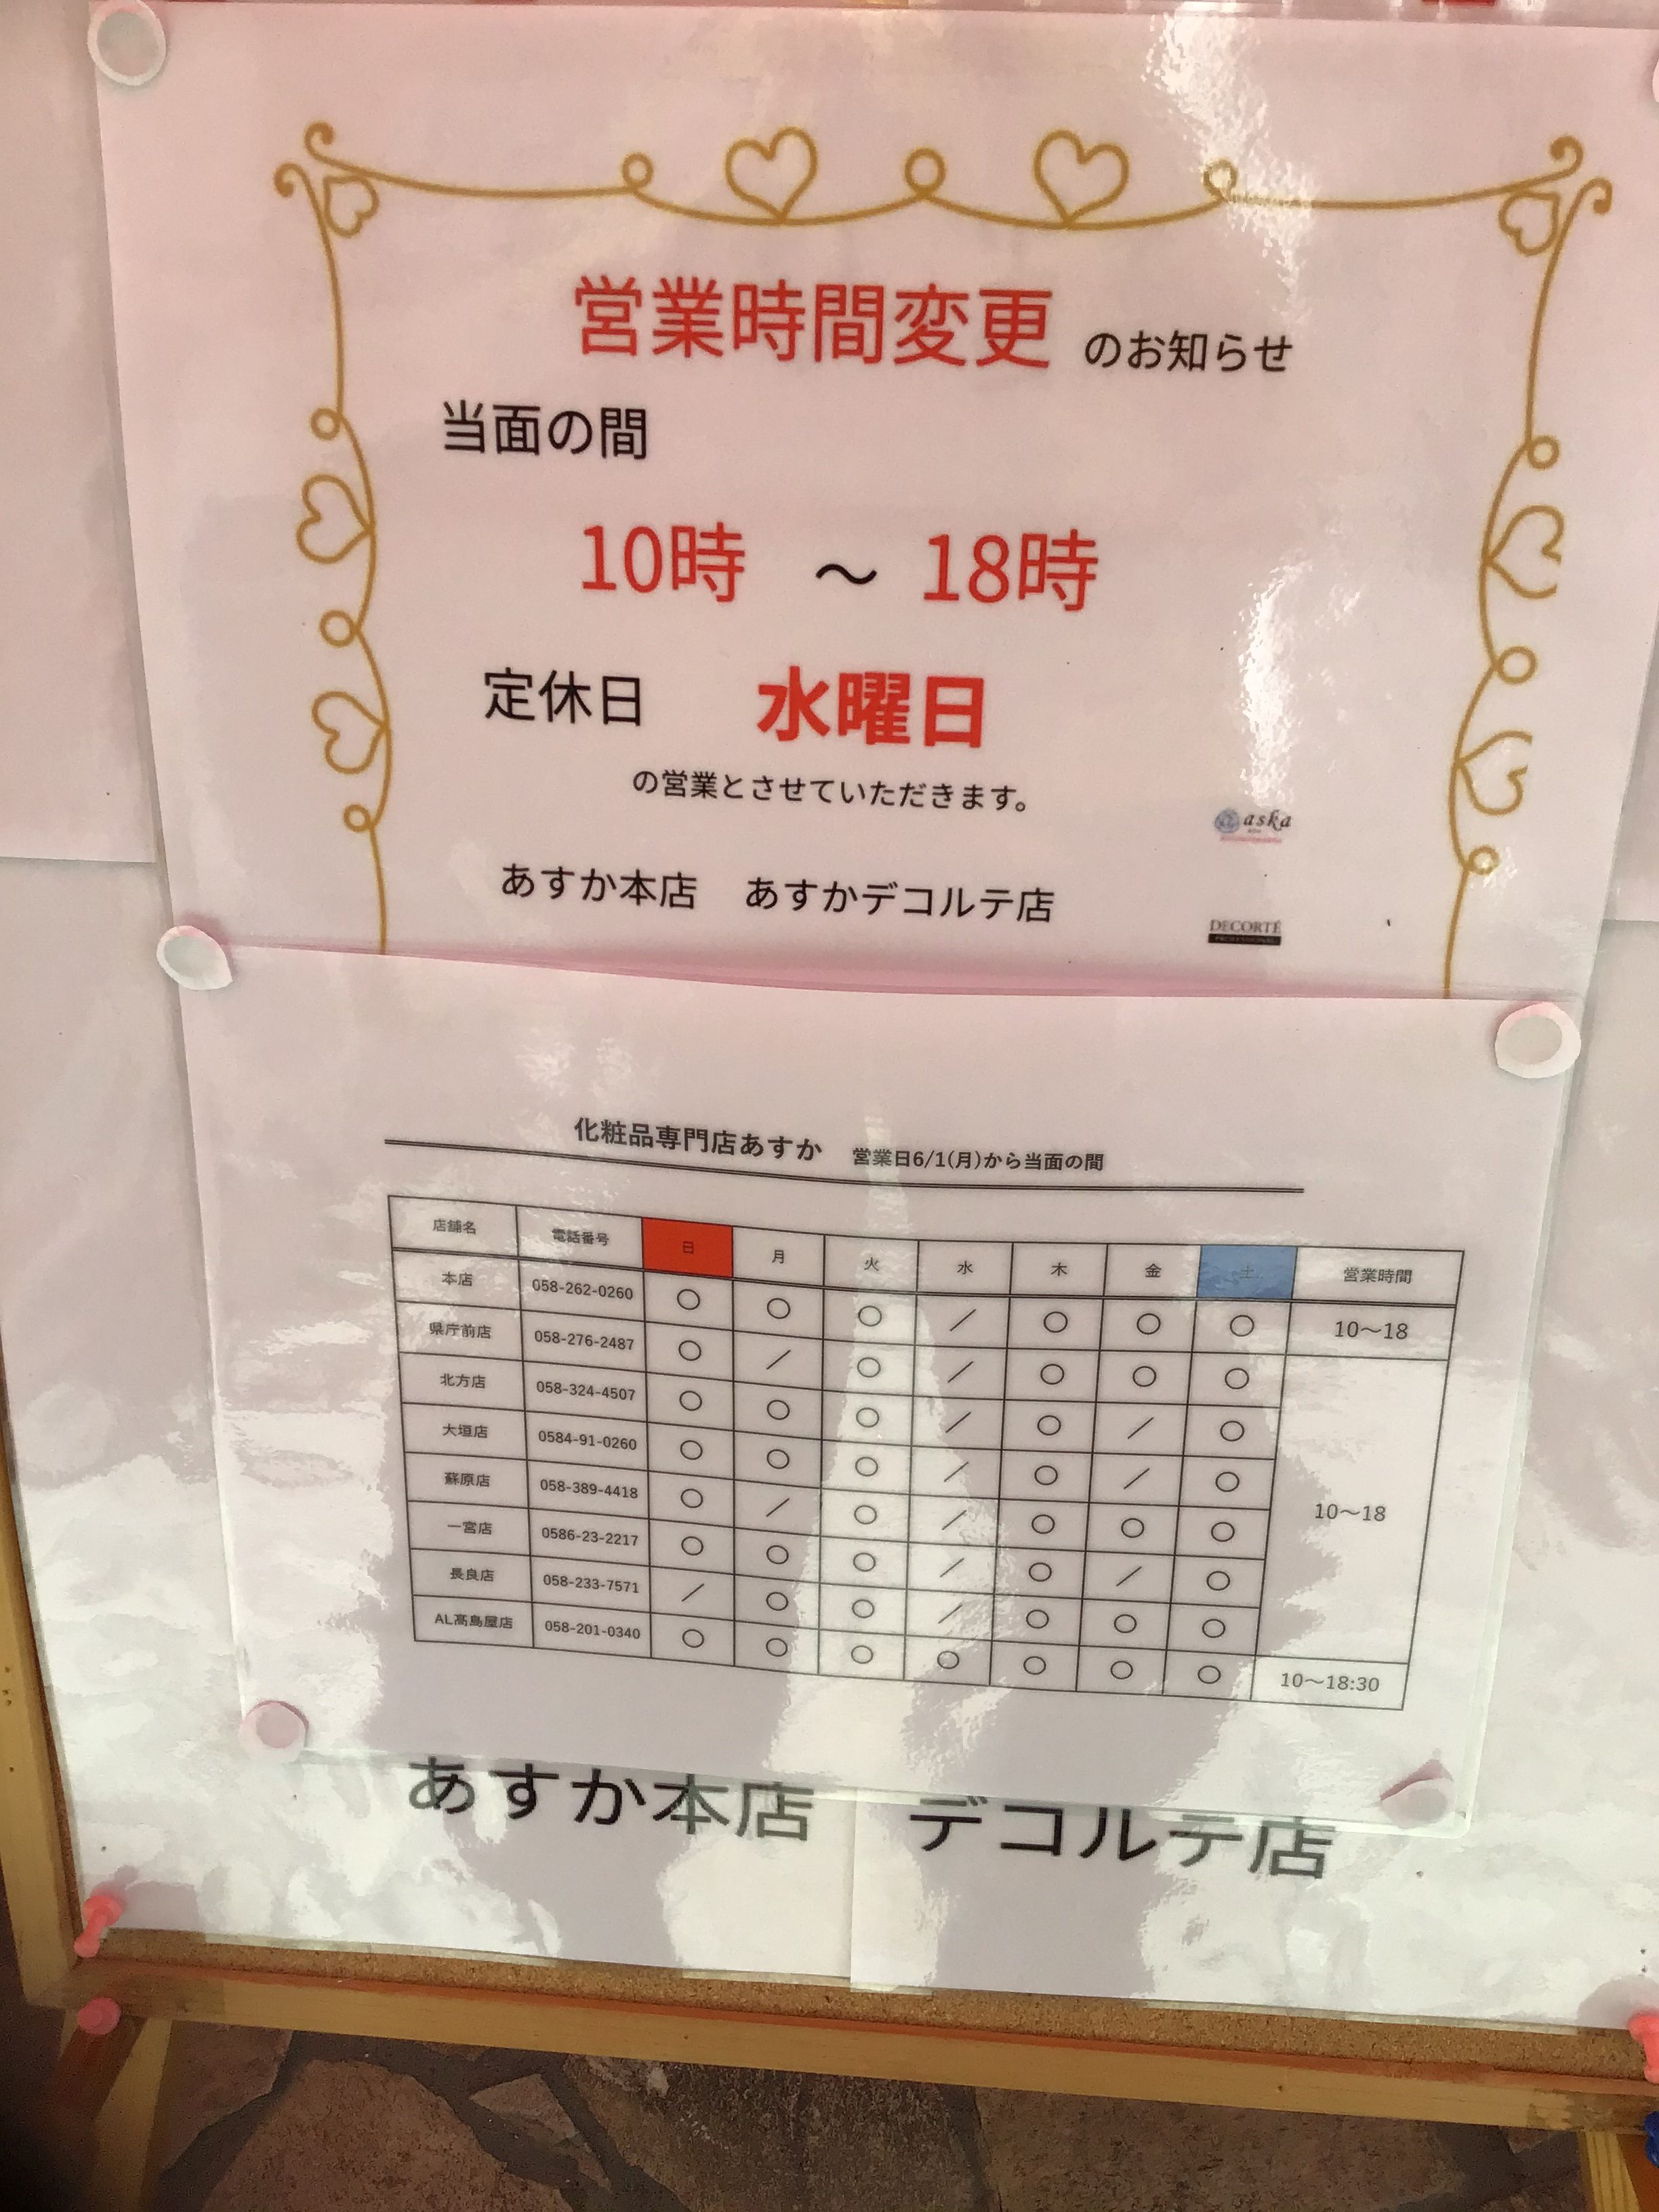 営業時間変更 のお知らせ
当面の間
10時 ～ 18時
定休日 水曜日
の営業とさせていただきます。
aska
あすか本店 あすかデコルテ店
DECORTÉ
化粧品専門店あすか 営業日6/1(月)から当面の間
店舗名 電話番号 日 月 火 水 木 金 土 営業時間
本店 058-262-0260 ○ ○ ○ ／ ○ ○ ○ 10～18
県庁前店 058-276-2487 ○ ／ ○ ／ ○ ○ ○
北方店 058-324-4507 ○ ○ ○ ／ ○ ／ ○
大垣店 0584-91-0260 ○ ○ ○ ／ ○ ／ ○
蘇原店 058-389-4418 ○ ／ ○ ／ ○ ○ ○ 10～18
一宮店 0586-23-2217 ○ ○ ○ ／ ○ ／ ○
長良店 058-233-7571 ／ ○ ○ ／ ○ ○ ○
AL髙島屋店 058-201-0340 ○ ○ ○ ○ ○ ○ ○ 10～18:30
あすか本店 デコルテ店